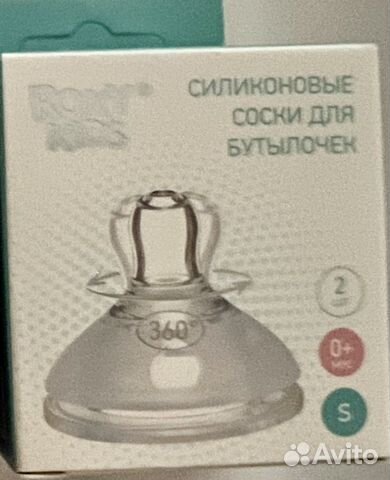 ROXY®
KIDS
СИЛИКОНОВЫЕ
СОСКИ ДЛЯ
БУТЫЛОЧЕК
360°
2
шт
0+
мес
S
Avito